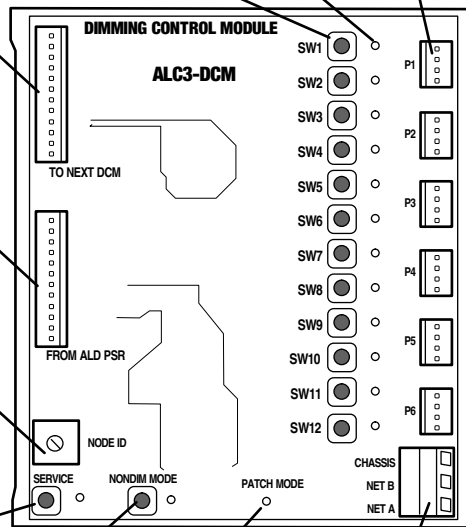 DIMMING CONTROL MODULE
ALC3-DCM
TO NEXT DCM
FROM ALD PSR
NODE ID
SERVICE
NONDIM MODE
PATCH MODE
SW1
SW2
SW3
SW4
SW5
SW6
SW7
SW8
SW9
SW10
SW11
SW12
P1
P2
P3
P4
P5
P6
CHASSIS
NET B
NET A